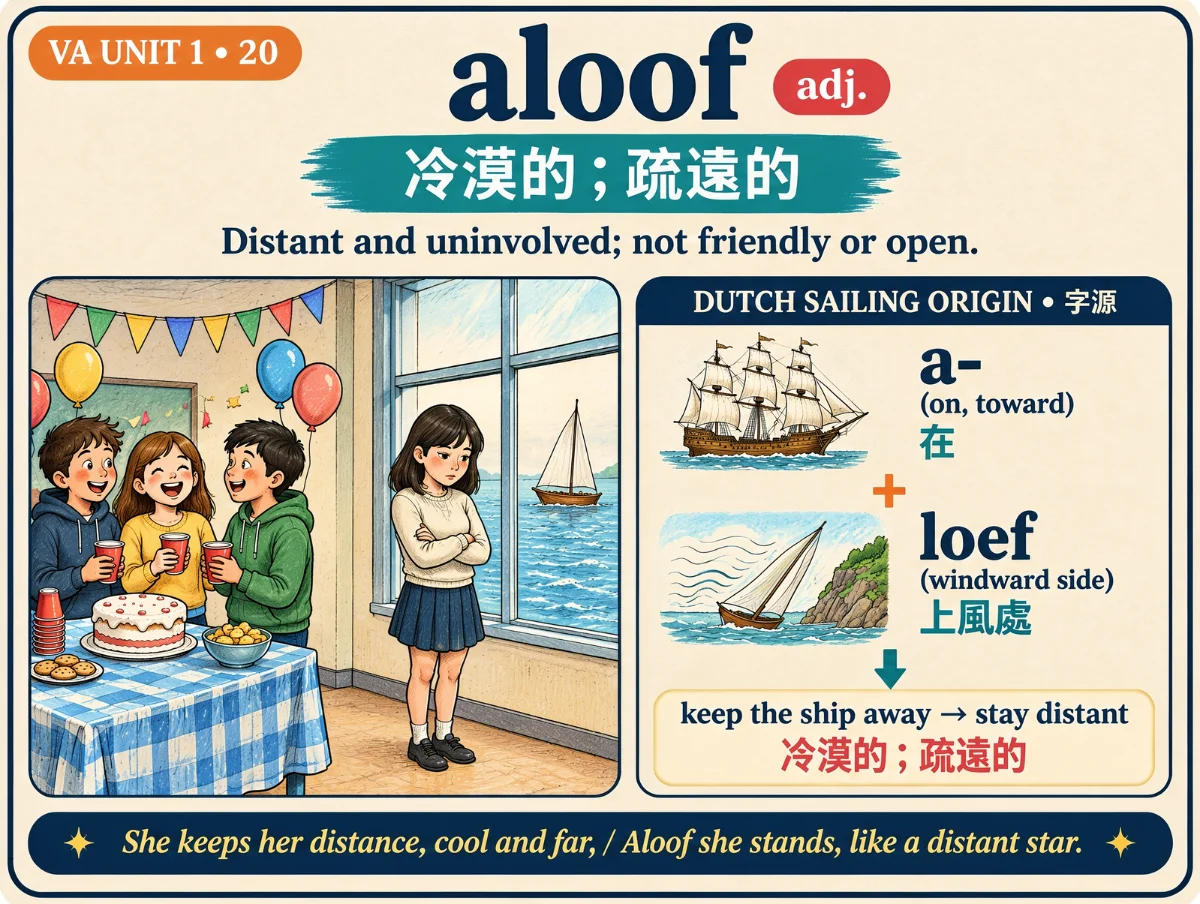 VA UNIT 1 • 20
aloof adj.
冷漠的；疏遠的
Distant and uninvolved; not friendly or open.
DUTCH SAILING ORIGIN • 字源
a-
(on, toward)
在
+
loef
(windward side)
上風處
keep the ship away → stay distant
冷漠的；疏遠的
She keeps her distance, cool and far, / Aloof she stands, like a distant star.